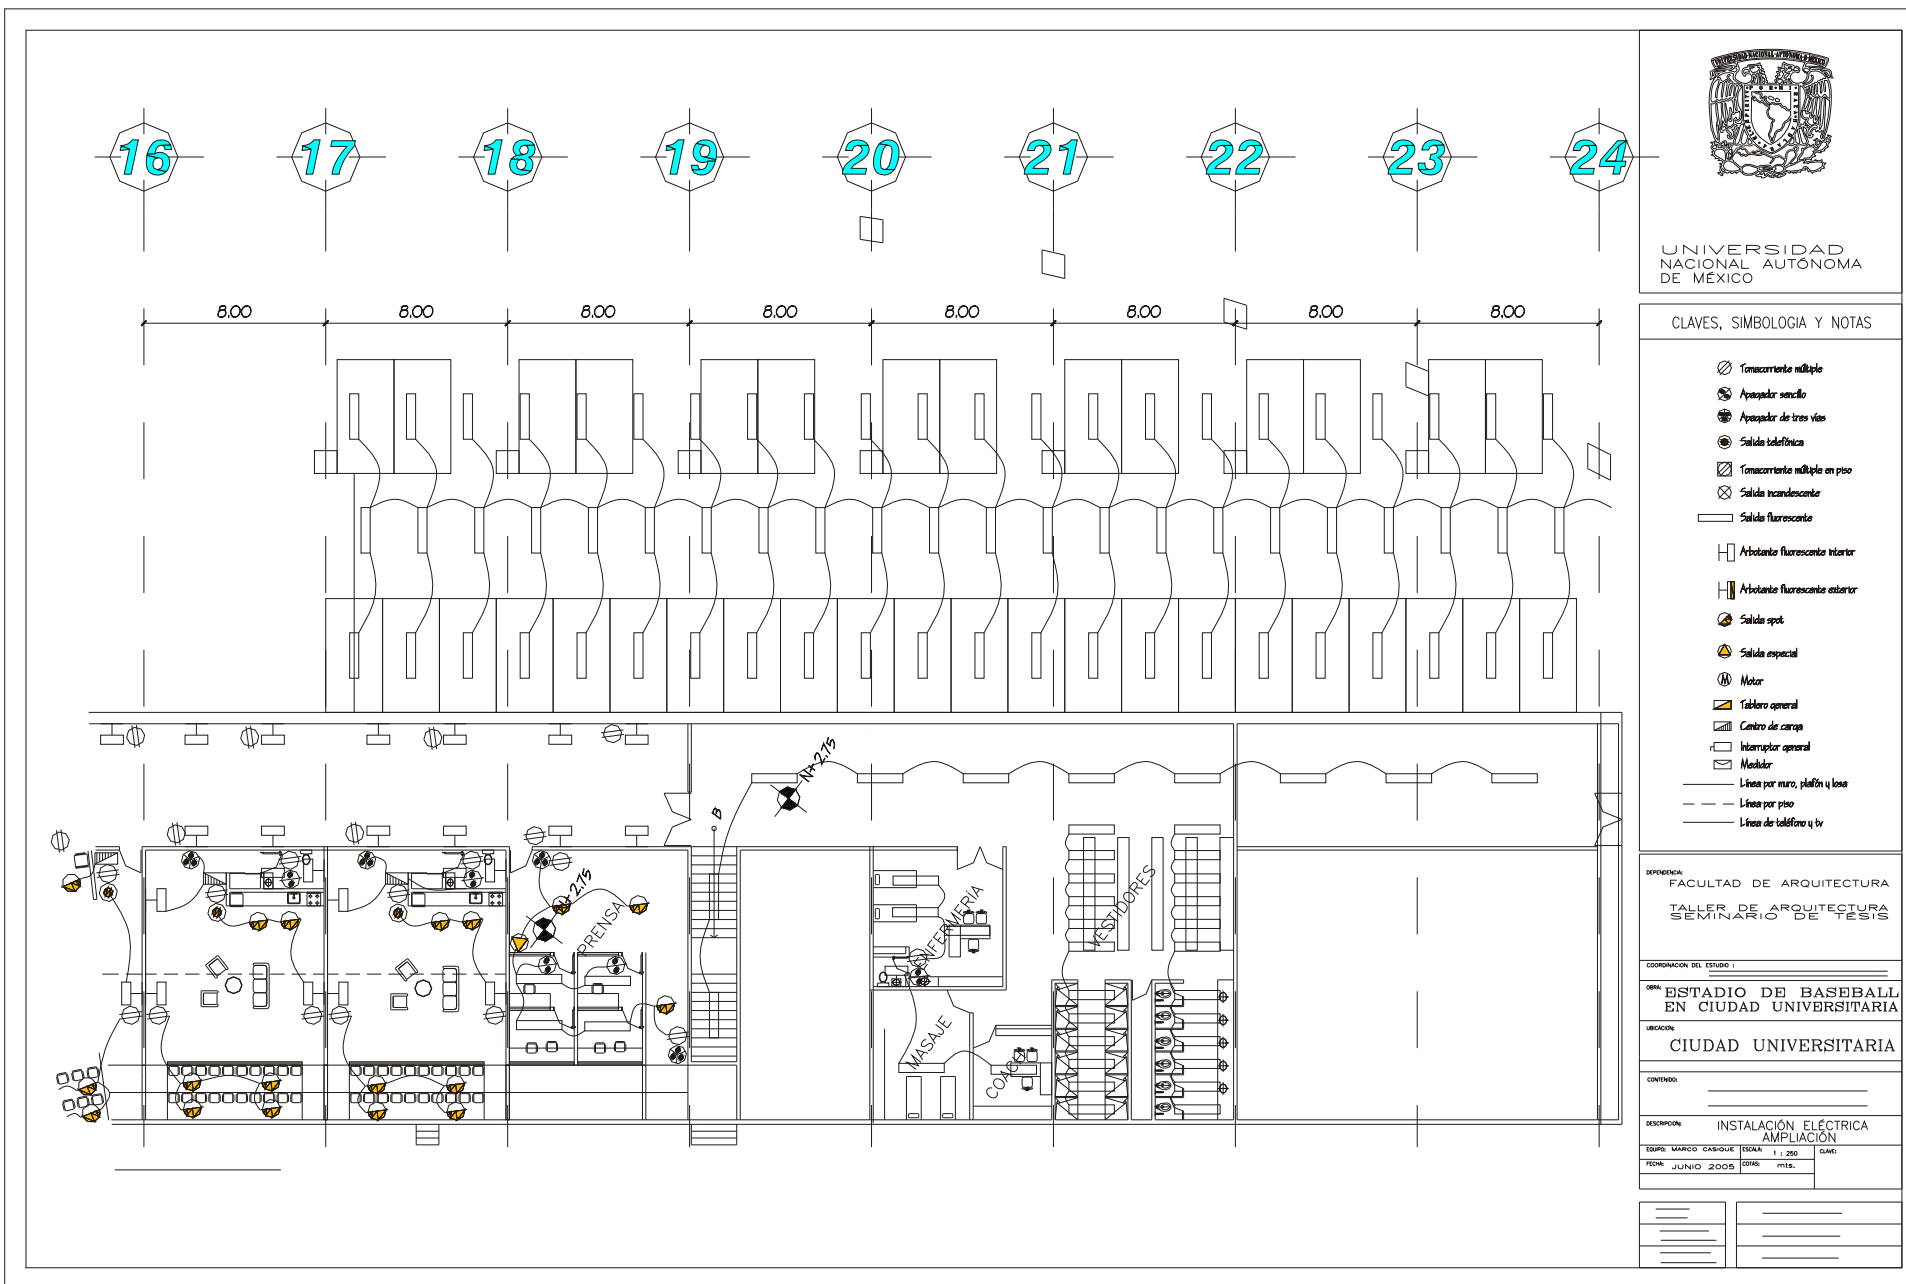 16 17 18 19 20 21 22 23 24
8.00 8.00 8.00 8.00 8.00 8.00 8.00 8.00
N+ 2.75
B
N+ 2.75
PRENSA
ENFERMERÍA
VESTIDORES
MASAJE
COACH
UNIVERSIDAD
NACIONAL AUTÓNOMA
DE MÉXICO
CLAVES, SIMBOLOGIA Y NOTAS
Tomacorriente múltiple
Apagador sencillo
Apagador de tres vías
Salida telefónica
Tomacorriente múltiple en piso
Salida incandescente
Salida fluorescente
Arbotante fluorescente interior
Arbotante fluorescente exterior
Salida spot
Salida especial
M Motor
Tablero general
Centro de carga
Interruptor general
Medidor
Línea por muro, plafón y losa
Línea por piso
Línea de teléfono y tv
DEPENDENCIA:
FACULTAD DE ARQUITECTURA
TALLER DE ARQUITECTURA
SEMINARIO DE TÉSIS
COORDINACION DEL ESTUDIO :
OBRA: ESTADIO DE BASEBALL
EN CIUDAD UNIVERSITARIA
UBICACIÓN:
CIUDAD UNIVERSITARIA
CONTENIDO:
DESCRIPCION: INSTALACIÓN ELÉCTRICA
AMPLIACIÓN
EQUIPO: MARCO CASIQUE ESCALA: 1 : 250 CLAVE:
FECHA: JUNIO 2005 COTAS: mts.